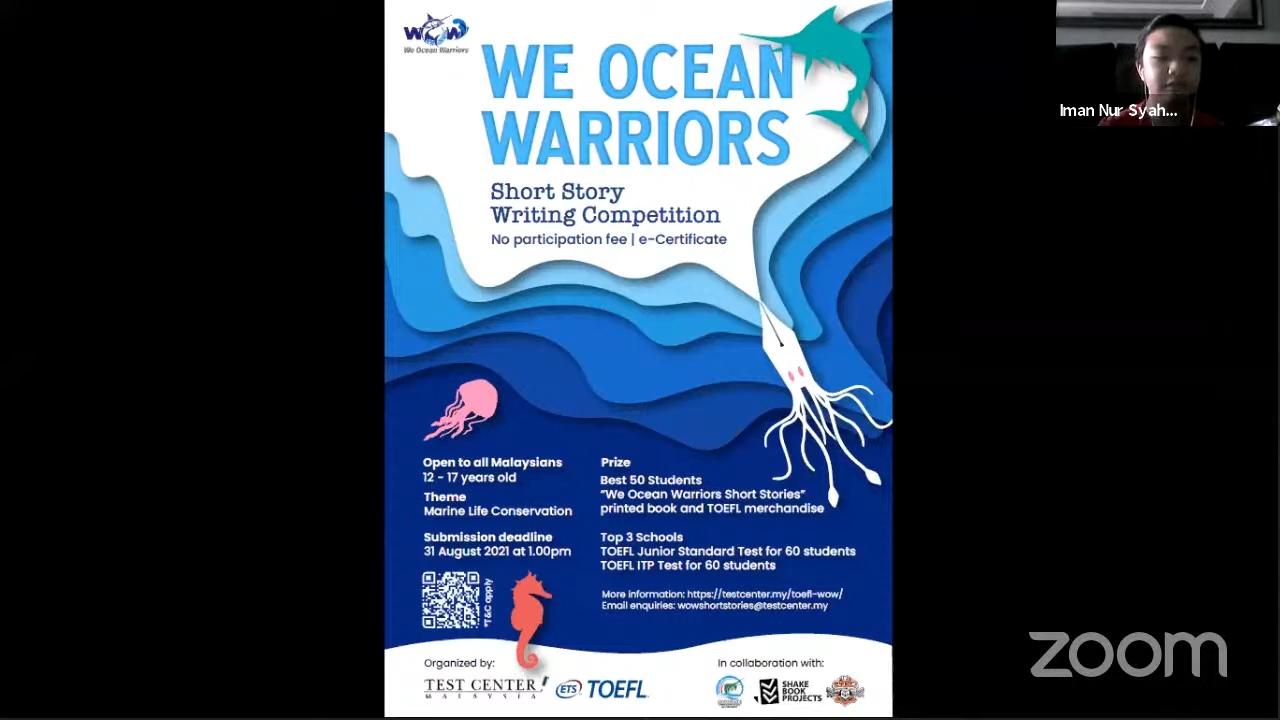 WOW
We Ocean Warriors
WE OCEAN
WARRIORS
Short Story
Writing Competition
No participation fee | e-Certificate
Iman Nur Syah...
Open to all Malaysians
12 - 17 years old
Theme
Marine Life Conservation
Submission deadline
31 August 2021 at 1.00pm
*T&C apply
Prize
Best 50 Students
"We Ocean Warriors Short Stories"
printed book and TOEFL merchandise
Top 3 Schools
TOEFL Junior Standard Test for 60 students
TOEFL ITP Test for 60 students
More information: https://testcenter.my/toefl-wow/
Email enquiries: wowshortstories@testcenter.my
Organized by:
TEST CENTER
MALAYSIA
ETS TOEFL
In collaboration with:
SHAKE
BOOK
PROJECTS
zoom